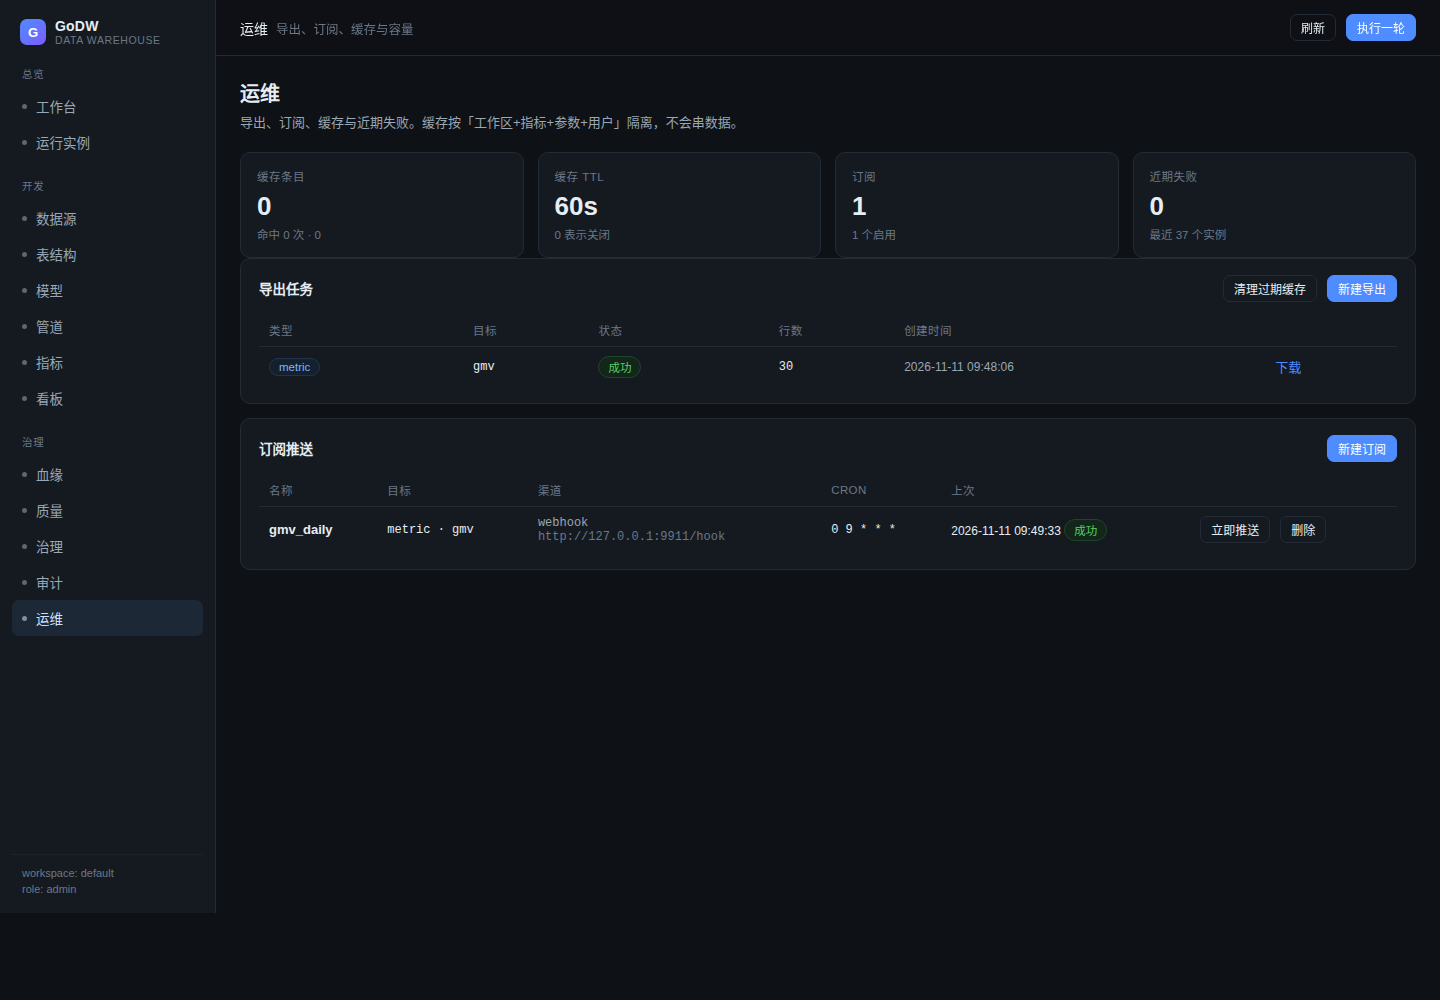 G
GoDW
DATA WAREHOUSE
总览
工作台
运行实例
开发
数据源
表结构
模型
管道
指标
看板
治理
血缘
质量
治理
审计
运维
workspace: default
role: admin
运维 导出、订阅、缓存与容量
刷新 执行一轮
运维
导出、订阅、缓存与近期失败。缓存按「工作区+指标+参数+用户」隔离，不会串数据。
缓存条目
0
命中 0 次 · 0
缓存 TTL
60s
0 表示关闭
订阅
1
1 个启用
近期失败
0
最近 37 个实例
导出任务 清理过期缓存 新建导出
类型 目标 状态 行数 创建时间
metric gmv 成功 30 2026-11-11 09:48:06 下载
订阅推送 新建订阅
名称 目标 渠道 CRON 上次
gmv_daily metric · gmv webhook 0 9 * * * 2026-11-11 09:49:33 成功 立即推送 删除
http://127.0.0.1:9911/hook